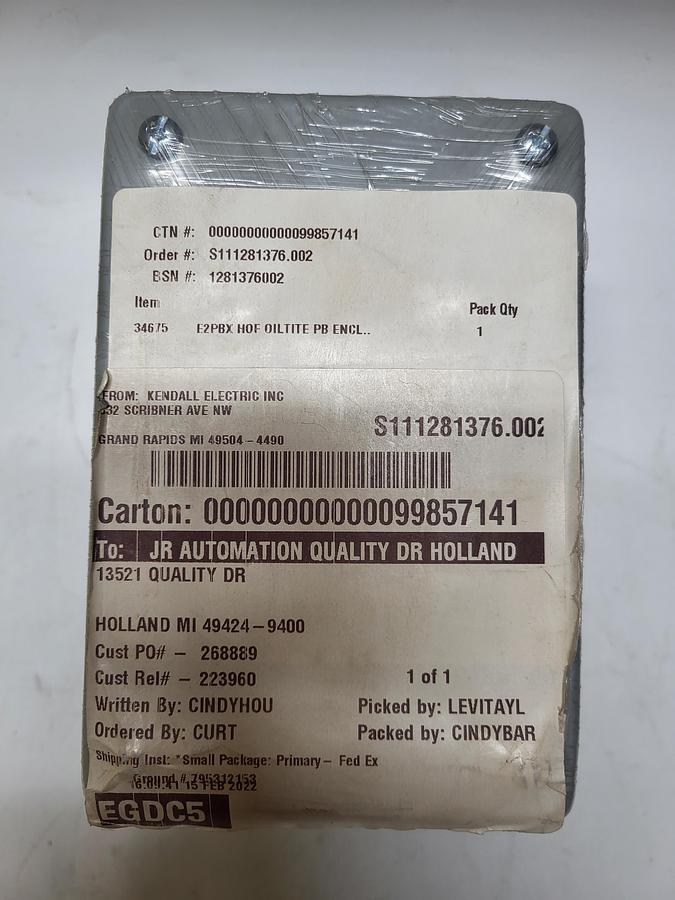 CTN #: 00000000000099857141
Order #: S111281376.002
BSN #: 1281376002
Item Pack Qty
34675 E2PBX HOF OILTITE PB ENCL.. 1
FROM: KENDALL ELECTRIC INC
32 SCRIBNER AVE NW
S111281376.002
GRAND RAPIDS MI 49504-4490
Carton: 00000000000099857141
To: JR AUTOMATION QUALITY DR HOLLAND
13521 QUALITY DR
HOLLAND MI 49424-9400
Cust PO# - 268889
Cust Rel# - 223960 1 of 1
Written By: CINDYHOU Picked by: LEVITAYL
Ordered By: CURT Packed by: CINDYBAR
Shipping Inst: *Small Package: Primary- Fed Ex
Ground # 795312153
15 FEB 2022
EGDC5